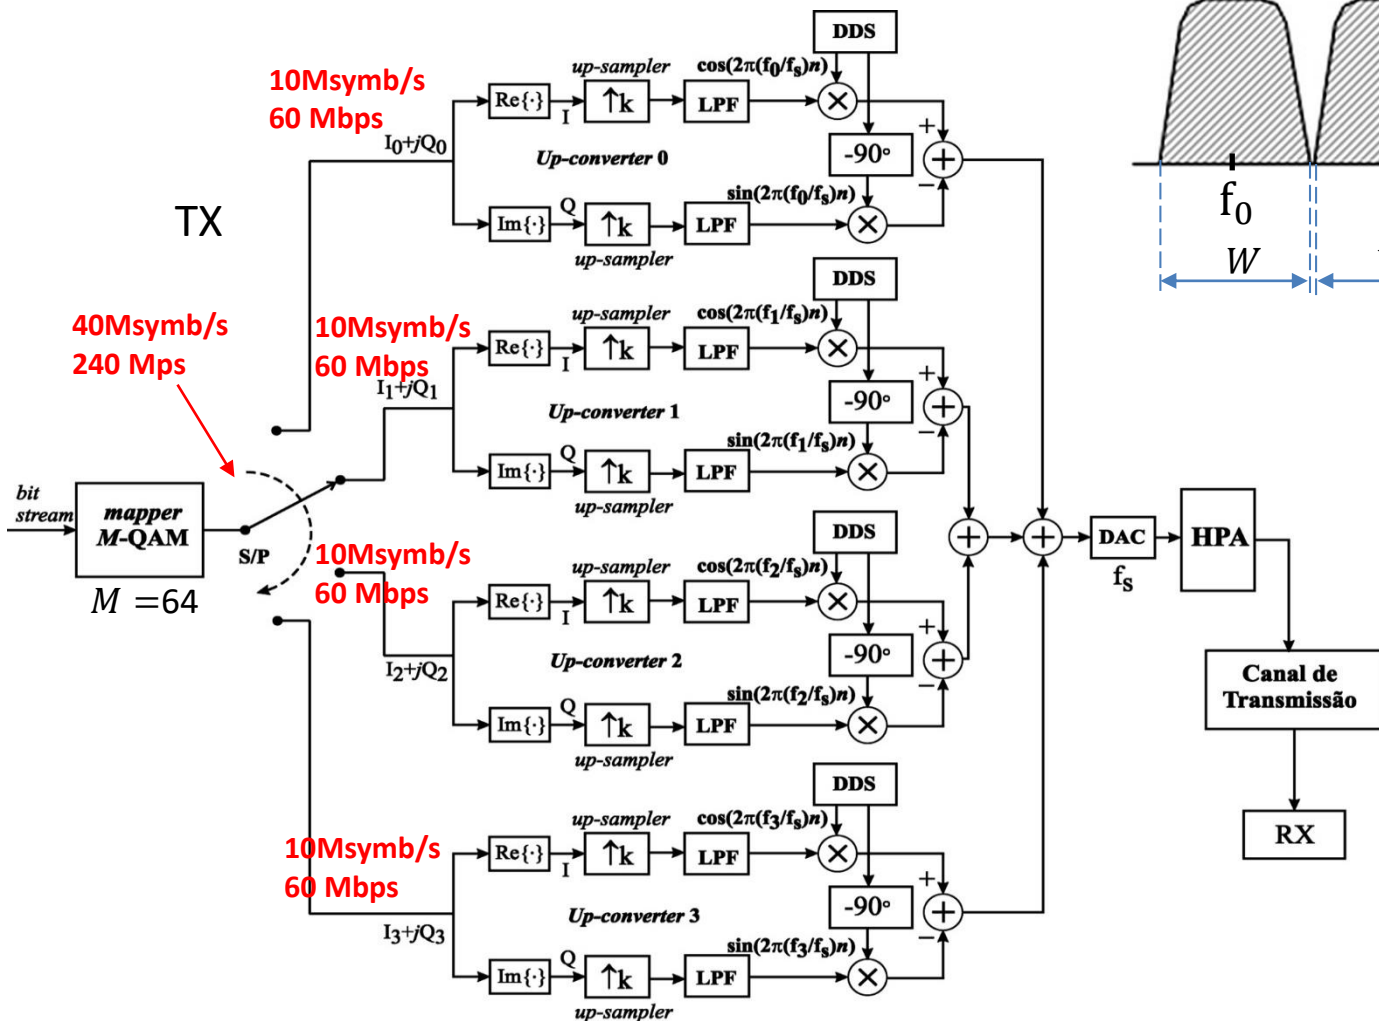 TX
10Msymb/s
60 Mbps
I0+jQ0
Re{·}
I
up-sampler
↑k
LPF
cos(2π(f0/fs)n)
DDS
-90°
+
−
Up-converter 0
Im{·}
Q
↑k
up-sampler
LPF
sin(2π(f0/fs)n)
f0
W
40Msymb/s
240 Mps
10Msymb/s
60 Mbps
I1+jQ1
Re{·}
I
up-sampler
↑k
LPF
cos(2π(f1/fs)n)
DDS
-90°
+
−
Up-converter 1
Im{·}
Q
↑k
up-sampler
LPF
sin(2π(f1/fs)n)
bit
stream
mapper
M-QAM
M =64
S/P
10Msymb/s
60 Mbps
I2+jQ2
Re{·}
I
up-sampler
↑k
LPF
cos(2π(f2/fs)n)
DDS
-90°
+
−
Up-converter 2
Im{·}
Q
↑k
up-sampler
LPF
sin(2π(f2/fs)n)
10Msymb/s
60 Mbps
I3+jQ3
Re{·}
I
up-sampler
↑k
LPF
cos(2π(f3/fs)n)
DDS
-90°
+
−
Up-converter 3
Im{·}
Q
↑k
up-sampler
LPF
sin(2π(f3/fs)n)
DAC
fs
HPA
Canal de
Transmissão
RX